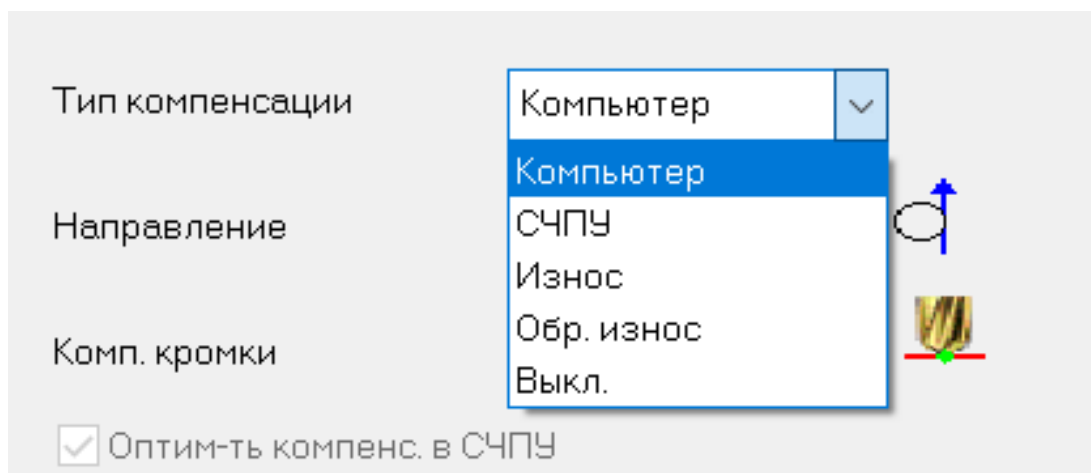 Тип компенсации
Компьютер
Компьютер
Направление
СЧПУ
Износ
Обр. износ
Комп. кромки
Выкл.
Оптим-ть компенс. в СЧПУ